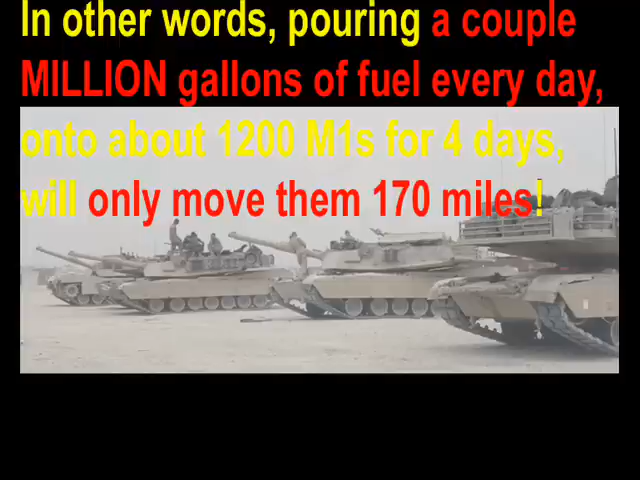 In other words, pouring a couple
MILLION gallons of fuel every day,
onto about 1200 M1s for 4 days,
will only move them 170 miles!